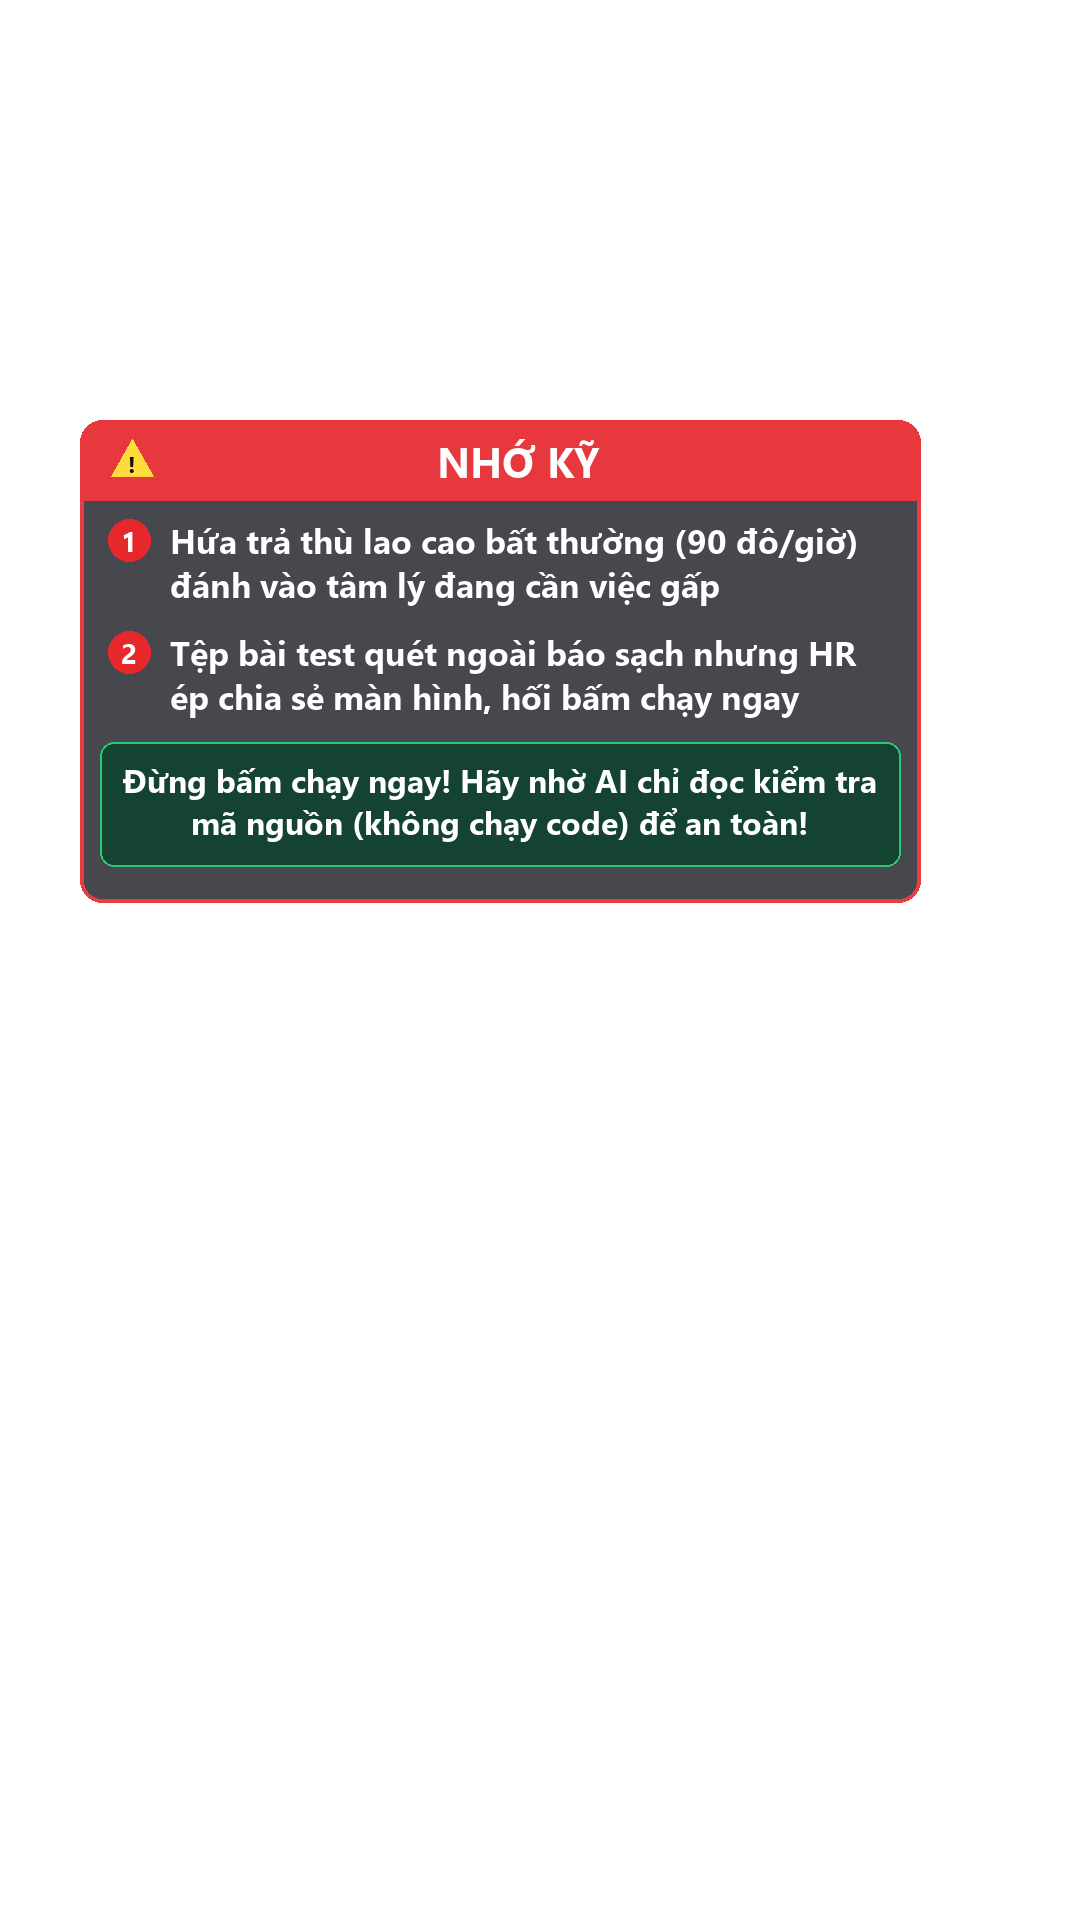 ! NHỚ KỸ
1 Hứa trả thù lao cao bất thường (90 đô/giờ)
đánh vào tâm lý đang cần việc gấp
2 Tệp bài test quét ngoài báo sạch nhưng HR
ép chia sẻ màn hình, hối bấm chạy ngay
Đừng bấm chạy ngay! Hãy nhờ AI chỉ đọc kiểm tra
mã nguồn (không chạy code) để an toàn!